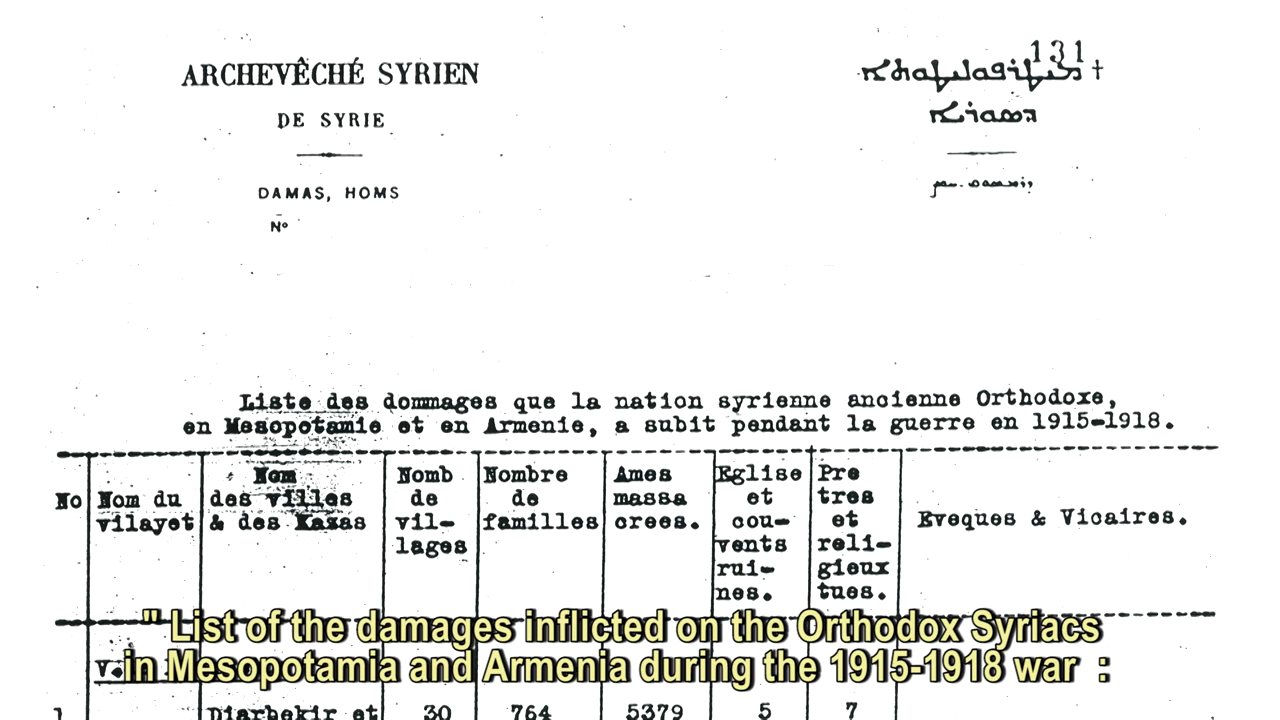 ARCHEVÊCHÉ SYRIEN
DE SYRIE
DAMAS, HOMS
Nº
131
†
ܕܣܘܪܝܐ
Liste des dommages que la nation syrienne ancienne Orthodoxe,
en Mesopotamie et en Armenie, a subit pendant la guerre en 1915-1918.
No
Nom du
vilayet
Nom
des villes
& des Kazas
Nomb
de
vil-
lages
Nombre
de
familles
Ames
massa
crees.
Eglise
et
cou-
vents
rui-
nes.
Pre
tres
et
reli-
gieux
tues.
Eveques & Vicaires.
" List of the damages inflicted on the Orthodox Syriacs
in Mesopotamia and Armenia during the 1915-1918 war :
1 Diarbekir et 30 764 5379 5 7